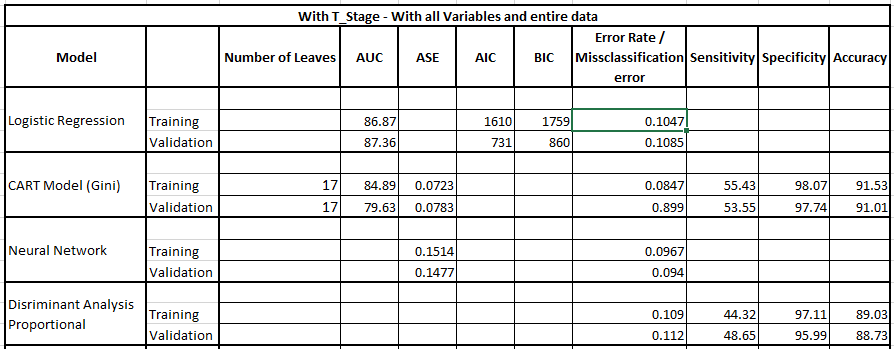 With T_Stage - With all Variables and entire data
Model Number of Leaves AUC ASE AIC BIC Error Rate / Missclassification error Sensitivity Specificity Accuracy
Logistic Regression Training 86.87 1610 1759 0.1047
Validation 87.36 731 860 0.1085
CART Model (Gini) Training 17 84.89 0.0723 0.0847 55.43 98.07 91.53
Validation 17 79.63 0.0783 0.899 53.55 97.74 91.01
Neural Network Training 0.1514 0.0967
Validation 0.1477 0.094
Disriminant Analysis
Proportional Training 0.109 44.32 97.11 89.03
Validation 0.112 48.65 95.99 88.73